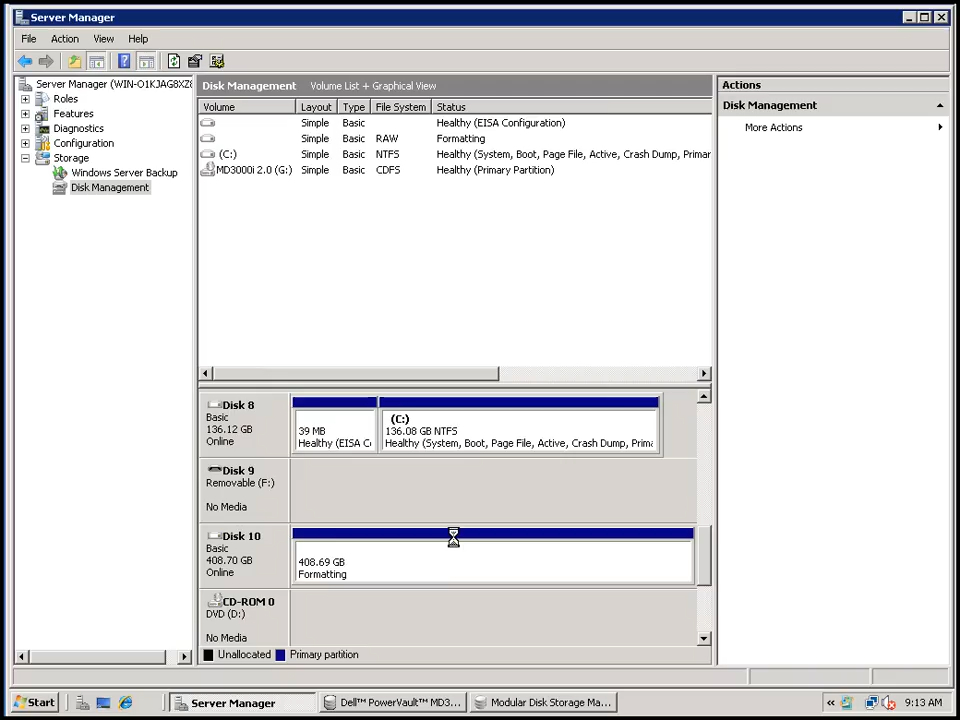 Server Manager
File Action View Help
Server Manager (WIN-O1KJAG8XZ8
Roles
Features
Diagnostics
Configuration
Storage
Windows Server Backup
Disk Management
Disk Management Volume List + Graphical View
Volume Layout Type File System Status
Simple Basic Healthy (EISA Configuration)
Simple Basic RAW Formatting
(C:) Simple Basic NTFS Healthy (System, Boot, Page File, Active, Crash Dump, Primar
MD3000i 2.0 (G:) Simple Basic CDFS Healthy (Primary Partition)
Disk 8
Basic
136.12 GB
Online
39 MB
Healthy (EISA C
(C:)
136.08 GB NTFS
Healthy (System, Boot, Page File, Active, Crash Dump, Prima
Disk 9
Removable (F:)
No Media
Disk 10
Basic
408.70 GB
Online
408.69 GB
Formatting
CD-ROM 0
DVD (D:)
No Media
Unallocated Primary partition
Actions
Disk Management
More Actions
Start Server Manager Dell™ PowerVault™ MD3... Modular Disk Storage Ma... « 9:13 AM